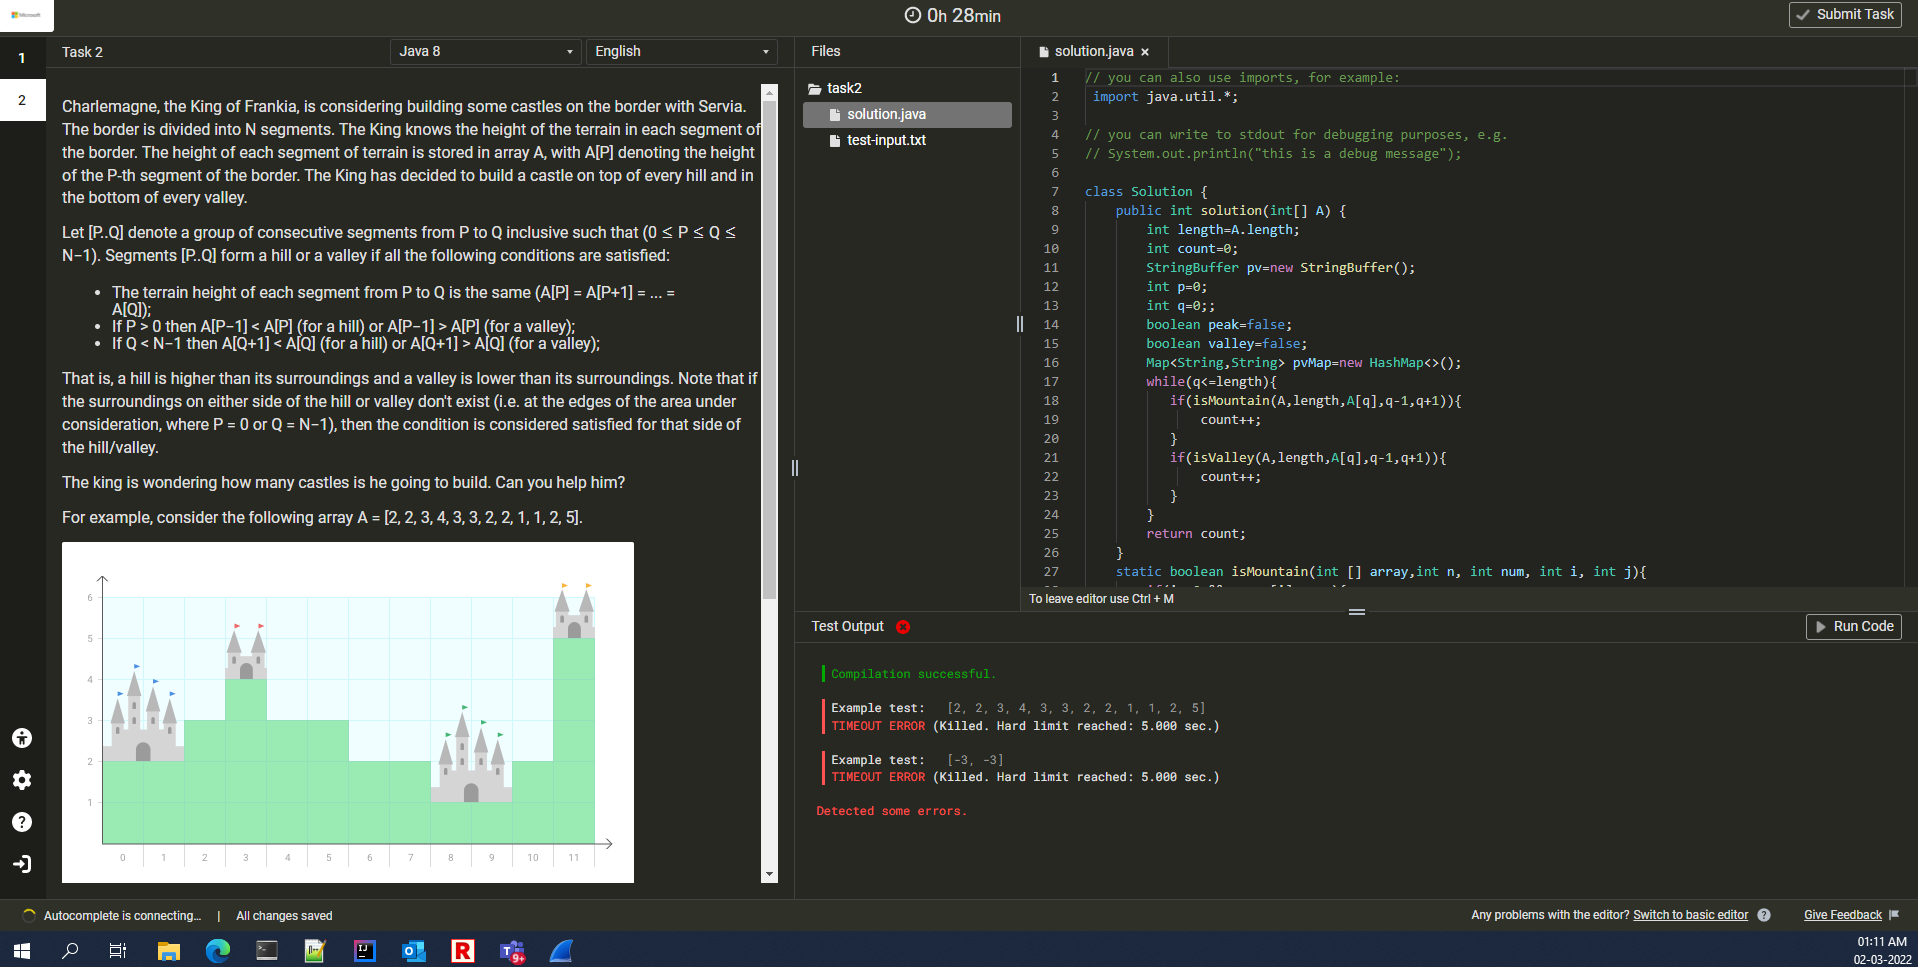 Microsoft
0h 28min
Submit Task
1
2
Task 2
Java 8
English
Charlemagne, the King of Frankia, is considering building some castles on the border with Servia.
The border is divided into N segments. The King knows the height of the terrain in each segment of
the border. The height of each segment of terrain is stored in array A, with A[P] denoting the height
of the P-th segment of the border. The King has decided to build a castle on top of every hill and in
the bottom of every valley.
Let [P..Q] denote a group of consecutive segments from P to Q inclusive such that (0 ≤ P ≤ Q ≤
N−1). Segments [P..Q] form a hill or a valley if all the following conditions are satisfied:
• The terrain height of each segment from P to Q is the same (A[P] = A[P+1] = ... =
A[Q]);
• If P > 0 then A[P−1] < A[P] (for a hill) or A[P−1] > A[P] (for a valley);
• If Q < N−1 then A[Q+1] < A[Q] (for a hill) or A[Q+1] > A[Q] (for a valley);
That is, a hill is higher than its surroundings and a valley is lower than its surroundings. Note that if
the surroundings on either side of the hill or valley don't exist (i.e. at the edges of the area under
consideration, where P = 0 or Q = N−1), then the condition is considered satisfied for that side of
the hill/valley.
The king is wondering how many castles is he going to build. Can you help him?
For example, consider the following array A = [2, 2, 3, 4, 3, 3, 2, 2, 1, 1, 2, 5].
6
5
4
3
2
1
0 1 2 3 4 5 6 7 8 9 10 11
Files
task2
solution.java
test-input.txt
solution.java ×
1 // you can also use imports, for example:
2 import java.util.*;
3
4 // you can write to stdout for debugging purposes, e.g.
5 // System.out.println("this is a debug message");
6
7 class Solution {
8 public int solution(int[] A) {
9 int length=A.length;
10 int count=0;
11 StringBuffer pv=new StringBuffer();
12 int p=0;
13 int q=0;;
14 boolean peak=false;
15 boolean valley=false;
16 Map<String,String> pvMap=new HashMap<>();
17 while(q<=length){
18 if(isMountain(A,length,A[q],q-1,q+1)){
19 count++;
20 }
21 if(isValley(A,length,A[q],q-1,q+1)){
22 count++;
23 }
24 }
25 return count;
26 }
27 static boolean isMountain(int [] array,int n, int num, int i, int j){
To leave editor use Ctrl + M
Test Output
Run Code
Compilation successful.
Example test: [2, 2, 3, 4, 3, 3, 2, 2, 1, 1, 2, 5]
TIMEOUT ERROR (Killed. Hard limit reached: 5.000 sec.)
Example test: [-3, -3]
TIMEOUT ERROR (Killed. Hard limit reached: 5.000 sec.)
Detected some errors.
Autocomplete is connecting... | All changes saved
Any problems with the editor? Switch to basic editor ?
Give Feedback
9+
01:11 AM
02-03-2022